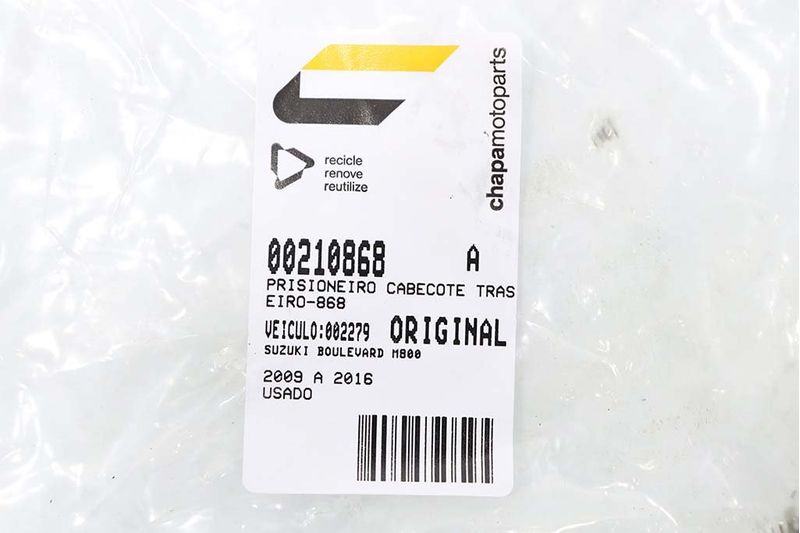 chapamotoparts
recicle
renove
reutilize
00210868 A
PRISIONEIRO CABECOTE TRAS
EIRO-868
VEICULO:002279 ORIGINAL
SUZUKI BOULEVARD M800
2009 A 2016
USADO